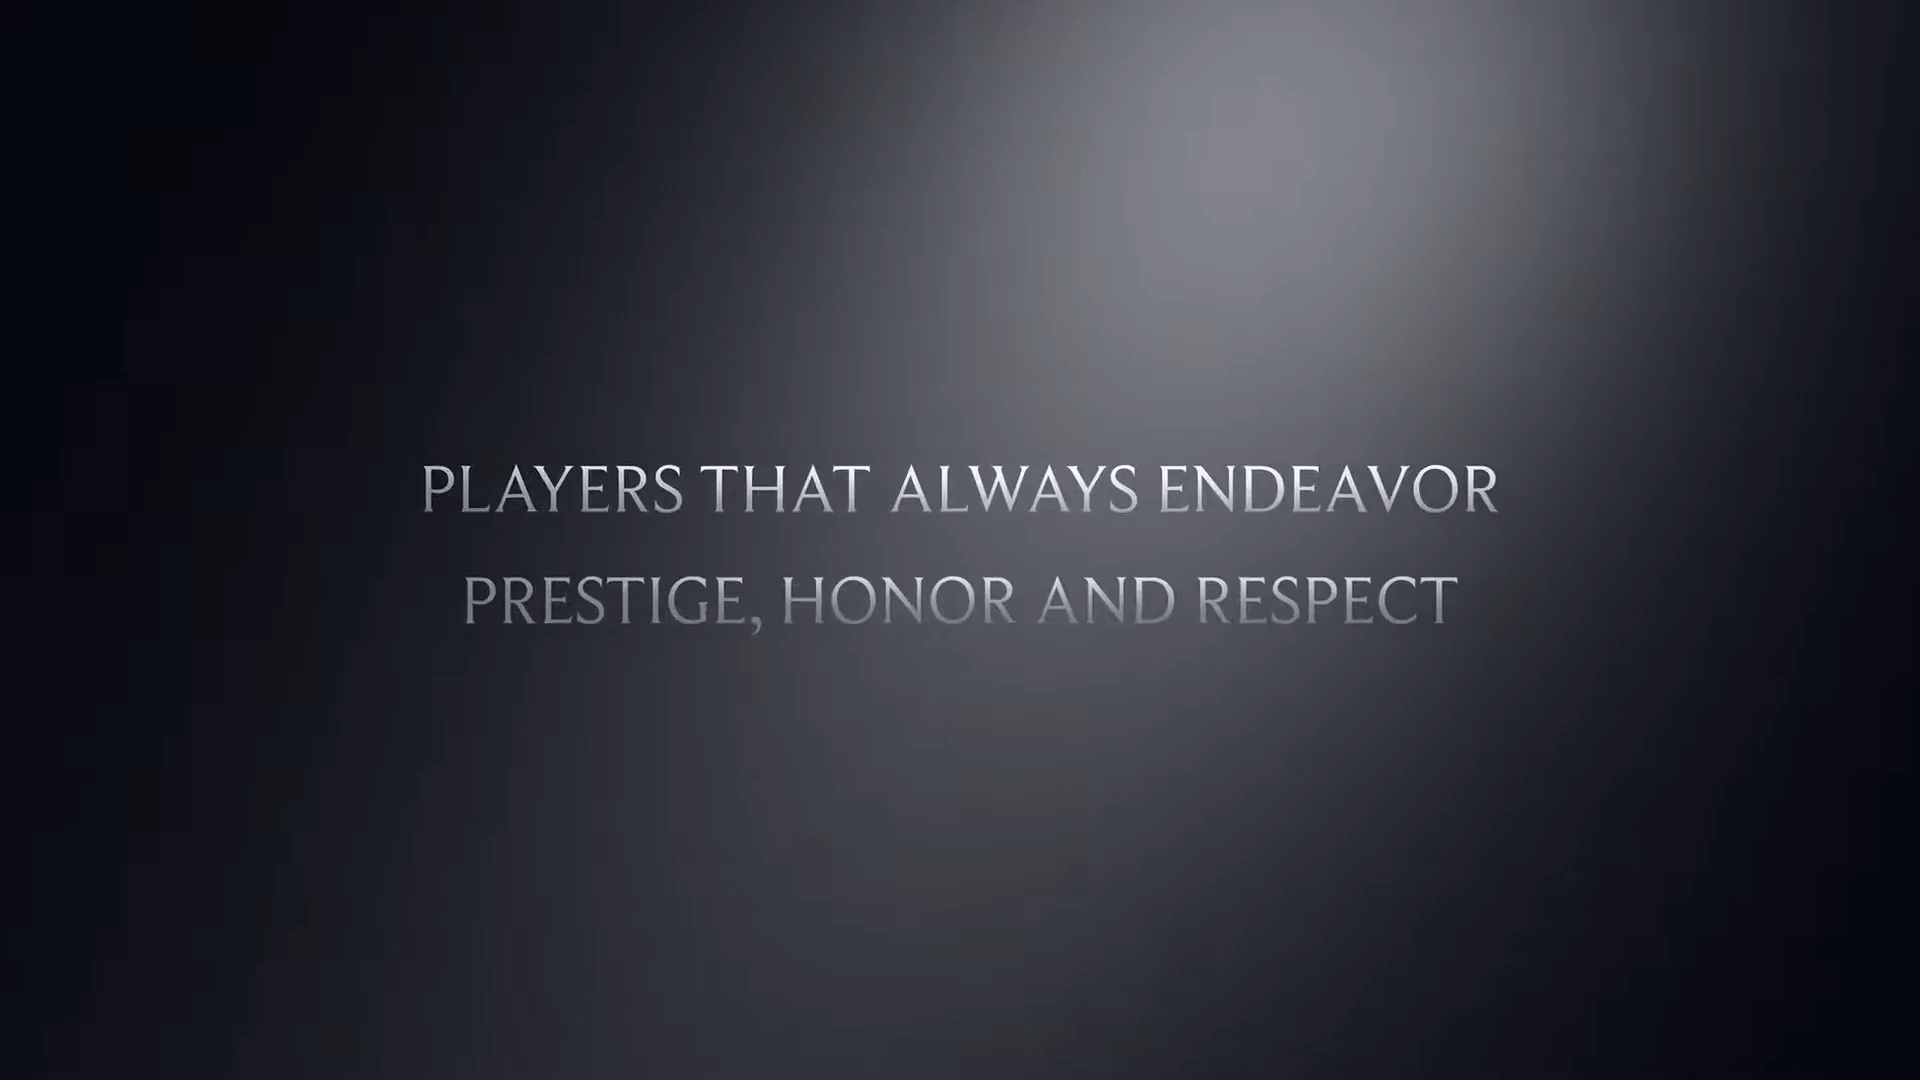 PLAYERS THAT ALWAYS ENDEAVOR
PRESTIGE, HONOR AND RESPECT